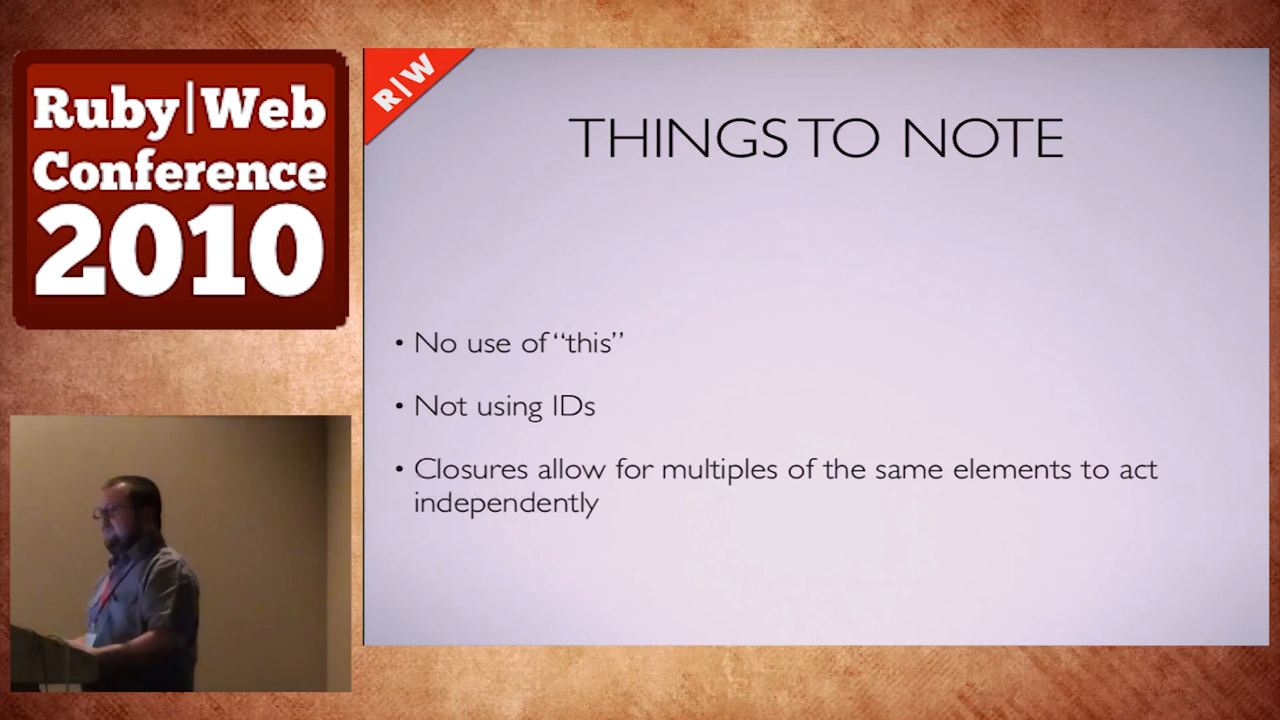 Ruby|Web
Conference
2010
R|W
THINGS TO NOTE
• No use of “this”
• Not using IDs
• Closures allow for multiples of the same elements to act
independently